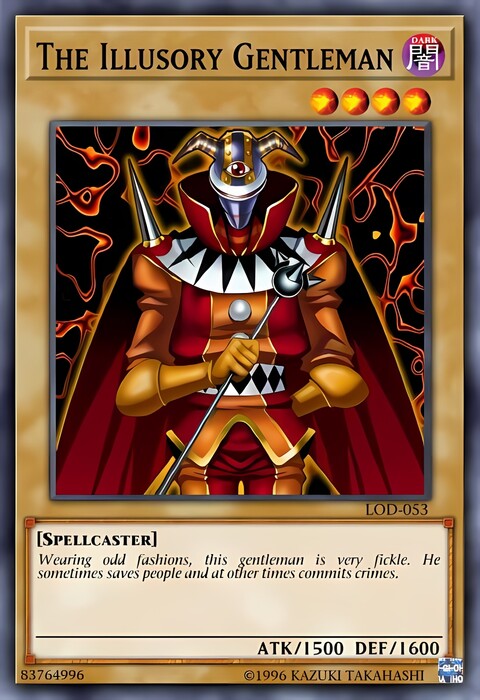 THE ILLUSORY GENTLEMAN
DARK
闇
LOD-053
[SPELLCASTER]
Wearing odd fashions, this gentleman is very fickle. He
sometimes saves people and at other times commits crimes.
ATK/1500 DEF/1600
83764996
©1996 KAZUKI TAKAHASHI